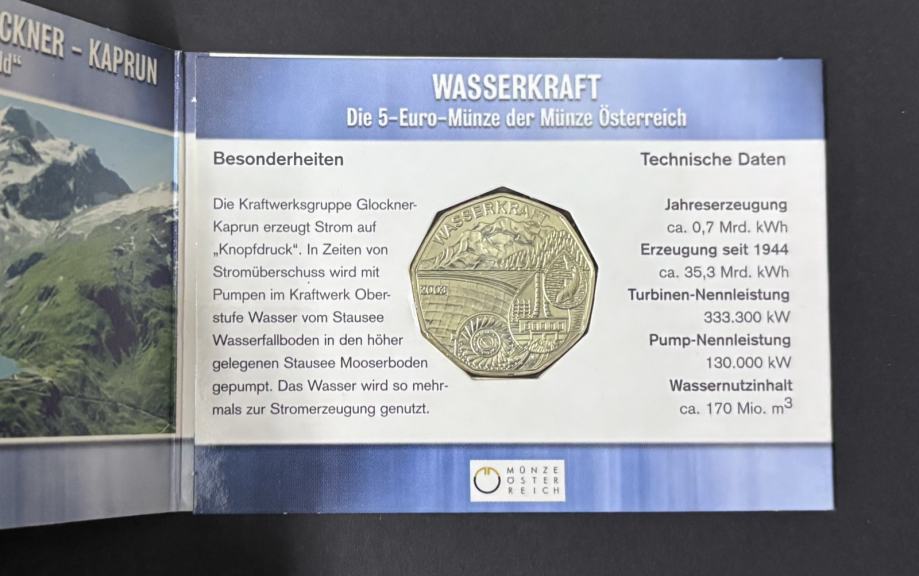 CKNER – KAPRUN
ld“
WASSERKRAFT
Die 5-Euro-Münze der Münze Österreich
Besonderheiten
Die Kraftwerksgruppe Glockner-
Kaprun erzeugt Strom auf
„Knopfdruck“. In Zeiten von
Stromüberschuss wird mit
Pumpen im Kraftwerk Ober-
stufe Wasser vom Stausee
Wasserfallboden in den höher
gelegenen Stausee Mooserboden
gepumpt. Das Wasser wird so mehr-
mals zur Stromerzeugung genutzt.
WASSERKRAFT
2003
Technische Daten
Jahreserzeugung
ca. 0,7 Mrd. kWh
Erzeugung seit 1944
ca. 35,3 Mrd. kWh
Turbinen-Nennleistung
333.300 kW
Pump-Nennleistung
130.000 kW
Wassernutzinhalt
ca. 170 Mio. m³
MÜNZE
ÖSTER
REICH